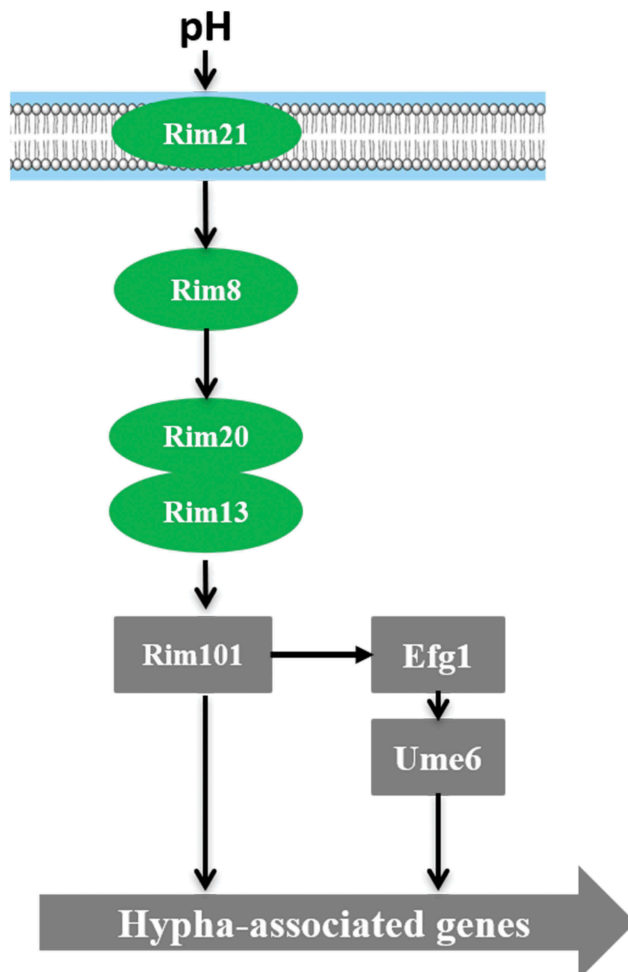 pH
Rim21
Rim8
Rim20
Rim13
Rim101
Efg1
Ume6
Hypha-associated genes